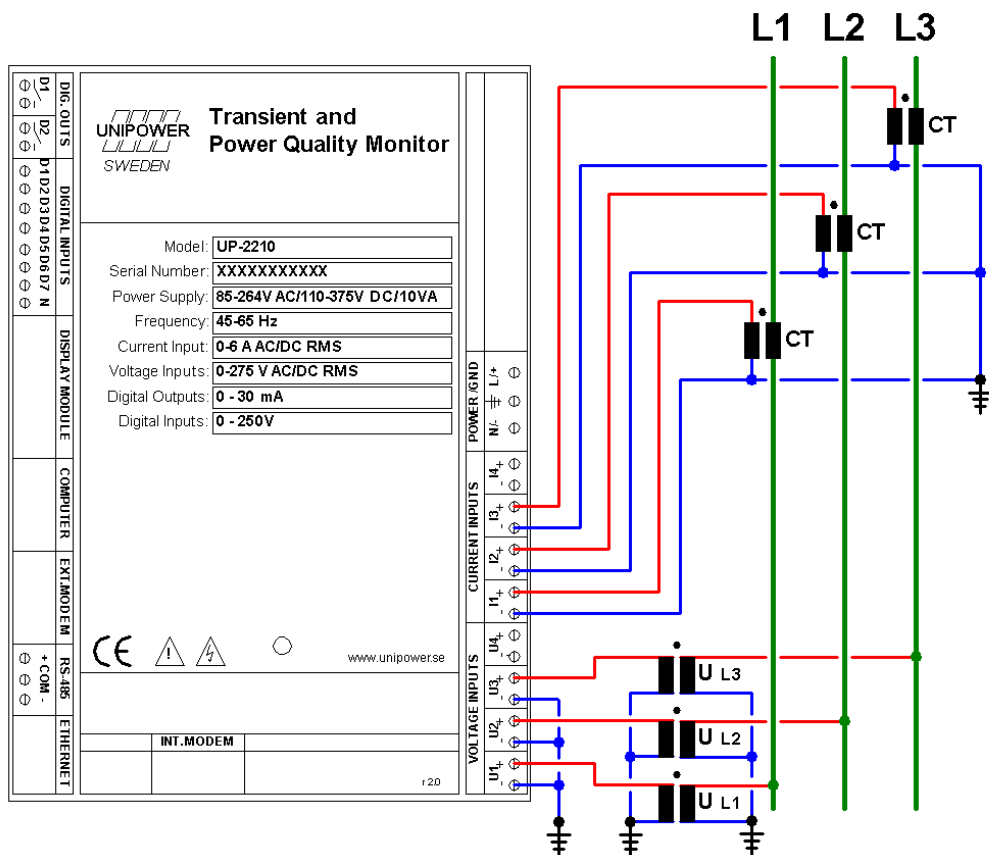 L1 L2 L3
UNIPOWER
SWEDEN
Transient and
Power Quality Monitor
Model: UP-2210
Serial Number: XXXXXXXXXXX
Power Supply: 85-264V AC/110-375V DC/10VA
Frequency: 45-65 Hz
Current Input: 0-6 A AC/DC RMS
Voltage Inputs: 0-275 V AC/DC RMS
Digital Outputs: 0 - 30 mA
Digital Inputs: 0 - 250V
CE
www.unipower.se
INT.MODEM
r 2.0
DIG. OUTS
D1
D2
DIGITAL INPUTS
D1 D2 D3 D4 D5 D6 D7 N
DISPLAY MODULE
COMPUTER
EXT.MODEM
RS-485
+ COM -
ETHERNET
POWER /GND
L/+
N/-
CURRENT INPUTS
I4 + -
I3 + -
I2 + -
I1 + -
VOLTAGE INPUTS
U4 + -
U3 + -
U2 + -
U1 + -
CT
CT
CT
U L3
U L2
U L1